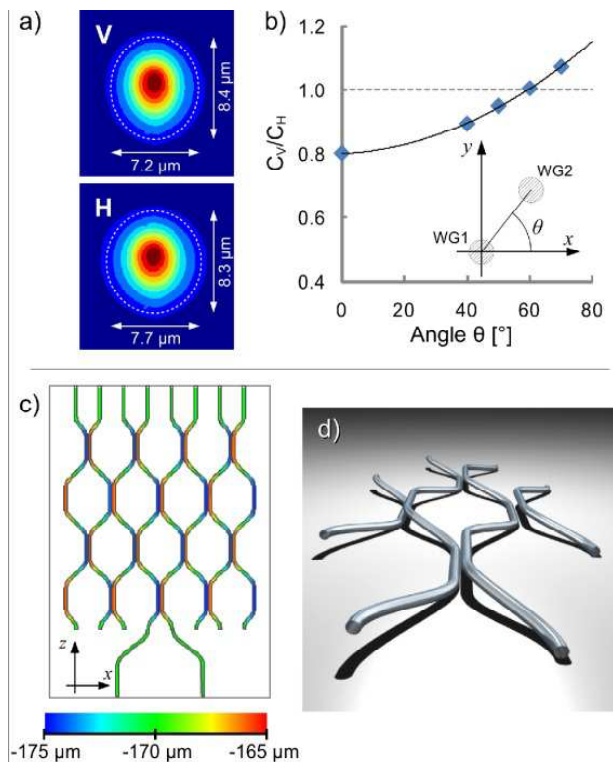 a)
V
8.4 µm
7.2 µm
H
8.3 µm
7.7 µm
b)
C_V/C_H
1.2
1.0
0.8
0.6
0.4
0 20 40 60 80
Angle θ [°]
y
WG2
WG1
θ
x
c)
z
x
-175 µm -170 µm -165 µm
d)